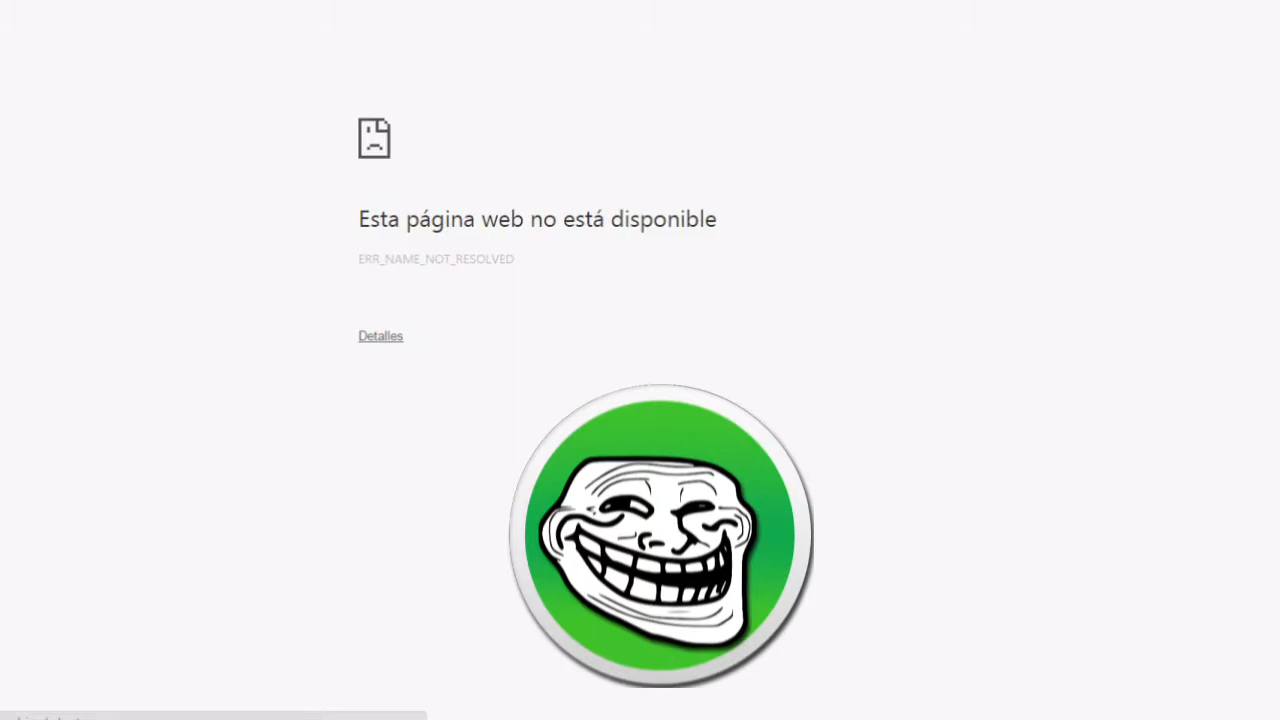 Esta página web no está disponible
ERR_NAME_NOT_RESOLVED
Detalles